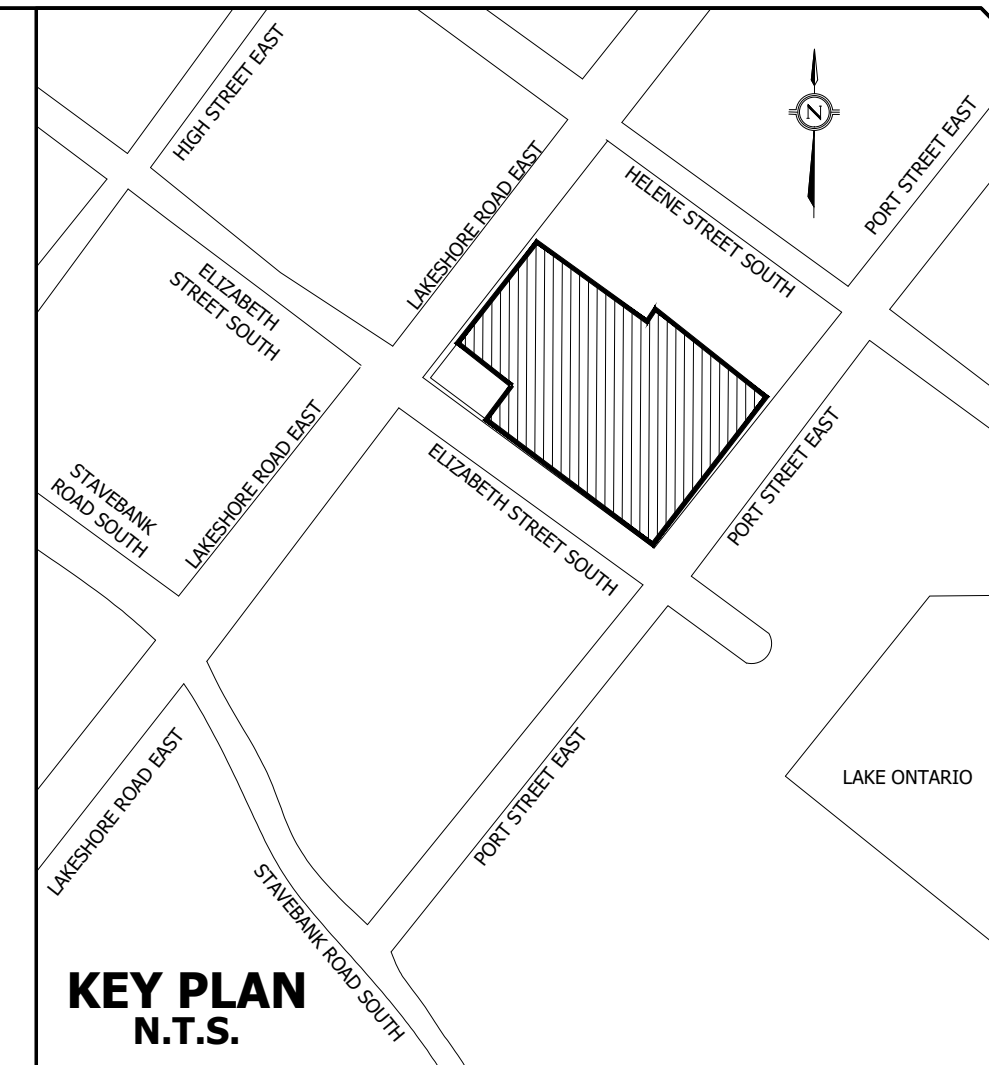 HIGH STREET EAST
N
PORT STREET EAST
LAKESHORE ROAD EAST
HELENE STREET SOUTH
ELIZABETH
STREET SOUTH
LAKESHORE ROAD EAST
PORT STREET EAST
ELIZABETH STREET SOUTH
STAVEBANK
ROAD SOUTH
LAKESHORE ROAD EAST
PORT STREET EAST
LAKE ONTARIO
STAVEBANK ROAD SOUTH
KEY PLAN
N.T.S.